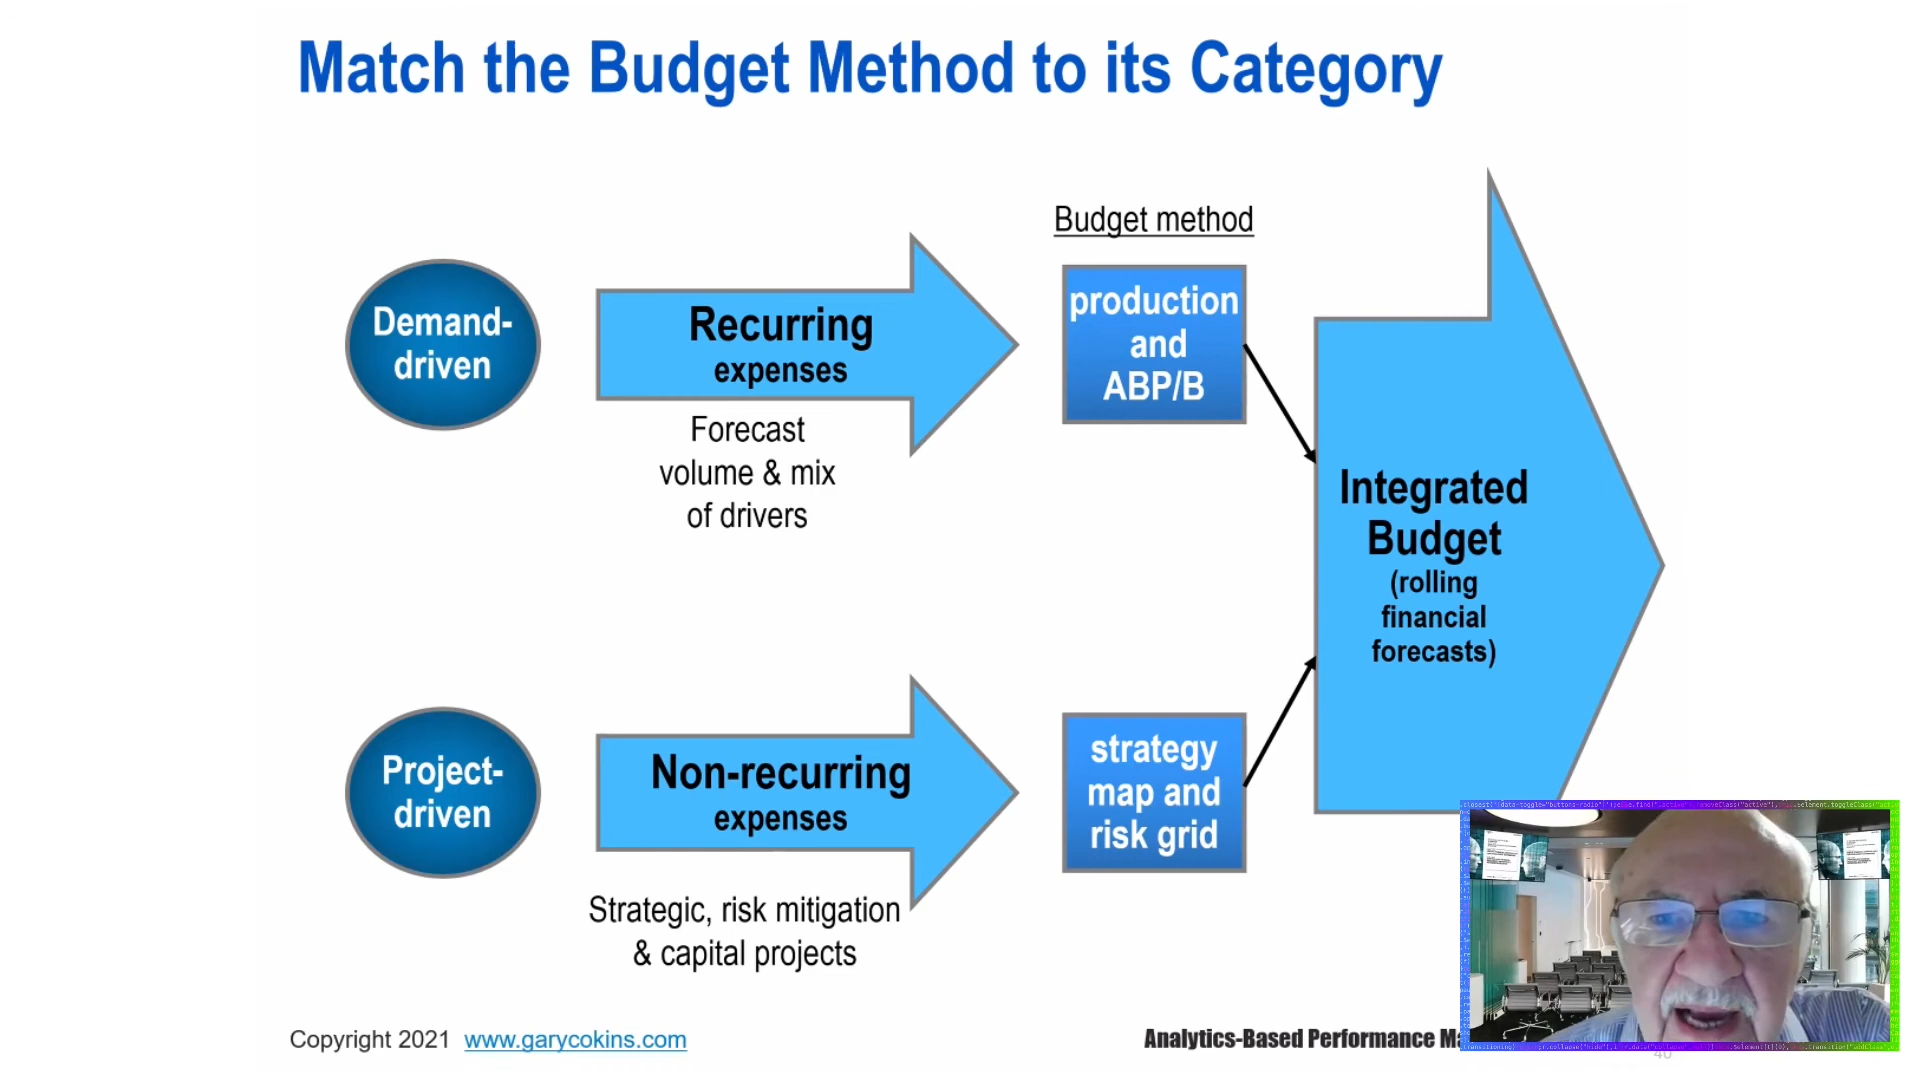 Match the Budget Method to its Category
Budget method
Demand-
driven
Recurring
expenses
production
and
ABP/B
Forecast
volume & mix
of drivers
Integrated
Budget
(rolling
financial
forecasts)
Project-
driven
Non-recurring
expenses
strategy
map and
risk grid
Strategic, risk mitigation
& capital projects
Copyright 2021 www.garycokins.com
Analytics-Based Performance
40